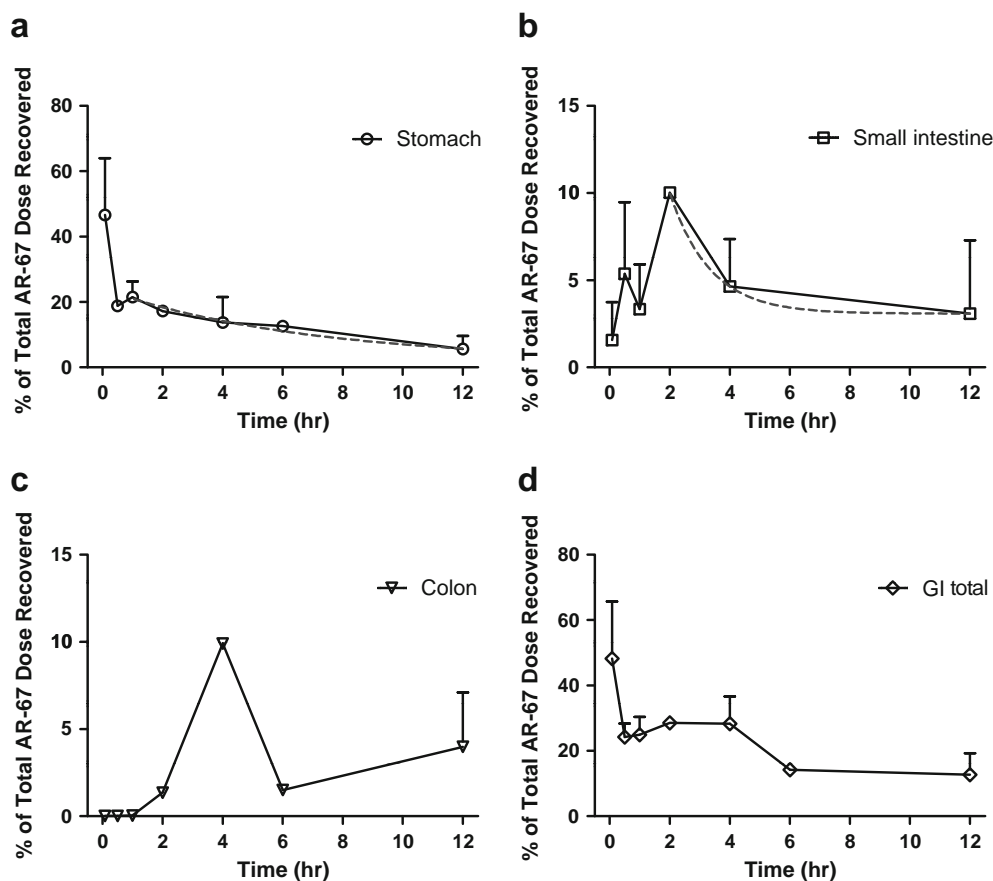 a
% of Total AR-67 Dose Recovered
80
60
40
20
0
0 2 4 6 8 10 12
Time (hr)
Stomach
b
% of Total AR-67 Dose Recovered
15
10
5
0
0 2 4 6 8 10 12
Time (hr)
Small intestine
c
% of Total AR-67 Dose Recovered
15
10
5
0
0 2 4 6 8 10 12
Time (hr)
Colon
d
% of Total AR-67 Dose Recovered
80
60
40
20
0
0 2 4 6 8 10 12
Time (hr)
GI total